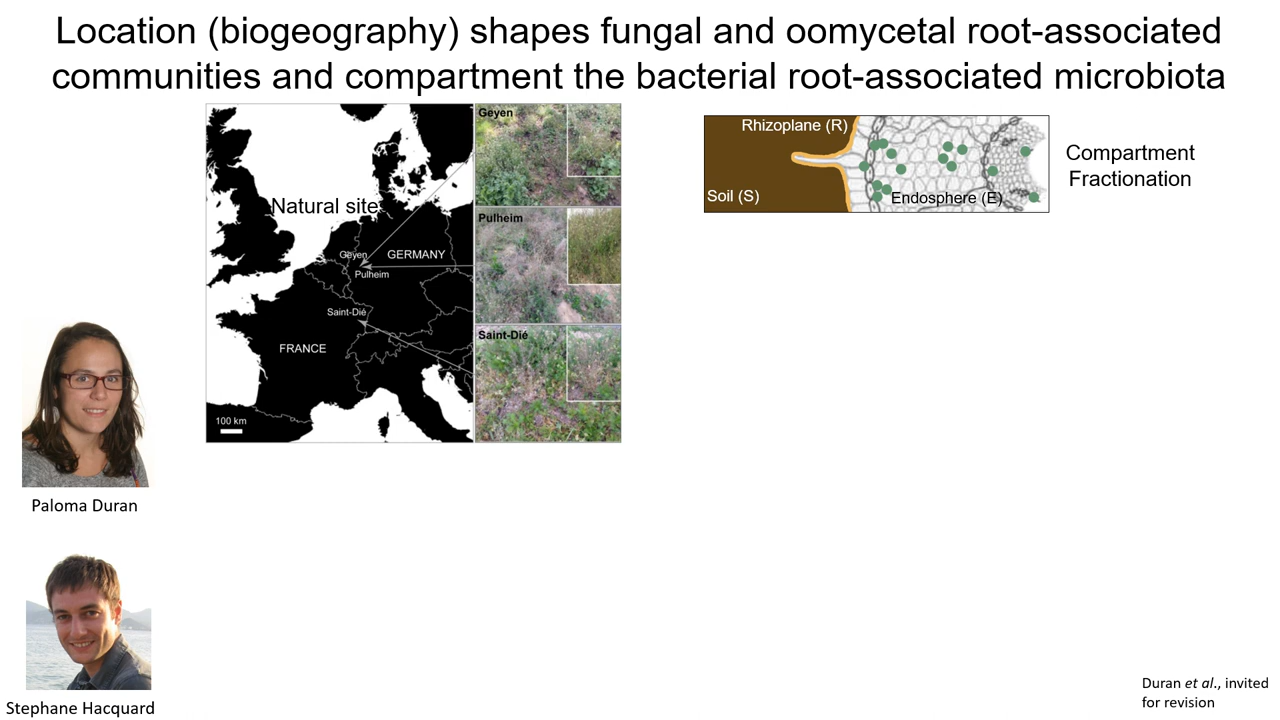 Location (biogeography) shapes fungal and oomycetal root-associated
communities and compartment the bacterial root-associated microbiota
Natural site
Geyen
GERMANY
Pulheim
Saint-Dié
FRANCE
100 km
Geyen
Pulheim
Saint-Dié
Rhizoplane (R)
Soil (S)
Endosphere (E)
Compartment
Fractionation
Paloma Duran
Stephane Hacquard
Duran et al., invited
for revision